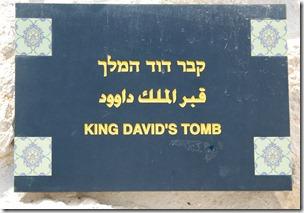 קבר דוד המלך
قبر الملك داوود
KING DAVID'S TOMB